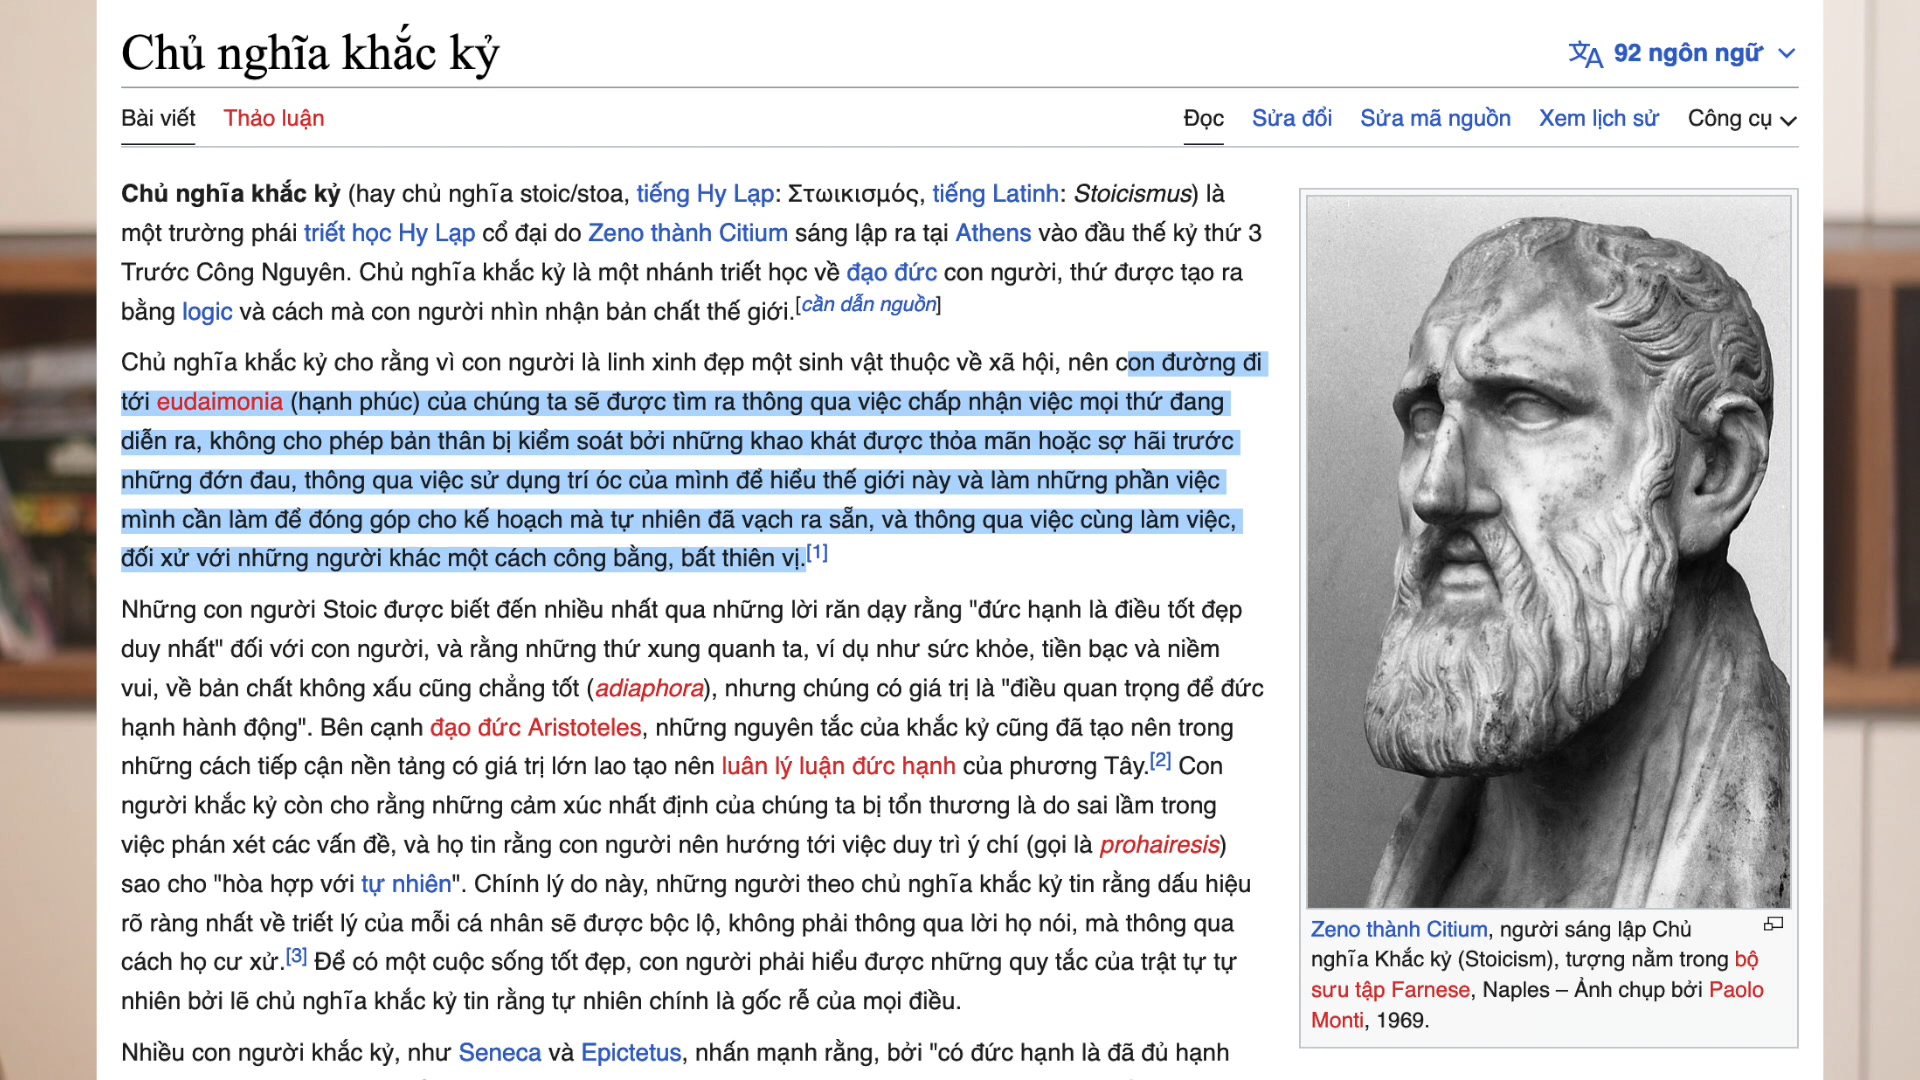 Chủ nghĩa khắc kỷ
92 ngôn ngữ
Bài viết Thảo luận Đọc Sửa đổi Sửa mã nguồn Xem lịch sử Công cụ
Chủ nghĩa khắc kỷ (hay chủ nghĩa stoic/stoa, tiếng Hy Lạp: Στωικισμός, tiếng Latinh: Stoicismus) là
một trường phái triết học Hy Lạp cổ đại do Zeno thành Citium sáng lập ra tại Athens vào đầu thế kỷ thứ 3
Trước Công Nguyên. Chủ nghĩa khắc kỷ là một nhánh triết học về đạo đức con người, thứ được tạo ra
bằng logic và cách mà con người nhìn nhận bản chất thế giới.[cần dẫn nguồn]
Chủ nghĩa khắc kỷ cho rằng vì con người là linh xinh đẹp một sinh vật thuộc về xã hội, nên con đường đi
tới eudaimonia (hạnh phúc) của chúng ta sẽ được tìm ra thông qua việc chấp nhận việc mọi thứ đang
diễn ra, không cho phép bản thân bị kiểm soát bởi những khao khát được thỏa mãn hoặc sợ hãi trước
những đớn đau, thông qua việc sử dụng trí óc của mình để hiểu thế giới này và làm những phần việc
mình cần làm để đóng góp cho kế hoạch mà tự nhiên đã vạch ra sẵn, và thông qua việc cùng làm việc,
đối xử với những người khác một cách công bằng, bất thiên vị.[1]
Những con người Stoic được biết đến nhiều nhất qua những lời răn dạy rằng "đức hạnh là điều tốt đẹp
duy nhất" đối với con người, và rằng những thứ xung quanh ta, ví dụ như sức khỏe, tiền bạc và niềm
vui, về bản chất không xấu cũng chẳng tốt (adiaphora), nhưng chúng có giá trị là "điều quan trọng để đức
hạnh hành động". Bên cạnh đạo đức Aristoteles, những nguyên tắc của khắc kỷ cũng đã tạo nên trong
những cách tiếp cận nền tảng có giá trị lớn lao tạo nên luân lý luận đức hạnh của phương Tây.[2] Con
người khắc kỷ còn cho rằng những cảm xúc nhất định của chúng ta bị tổn thương là do sai lầm trong
việc phán xét các vấn đề, và họ tin rằng con người nên hướng tới việc duy trì ý chí (gọi là prohairesis)
sao cho "hòa hợp với tự nhiên". Chính lý do này, những người theo chủ nghĩa khắc kỷ tin rằng dấu hiệu
rõ ràng nhất về triết lý của mỗi cá nhân sẽ được bộc lộ, không phải thông qua lời họ nói, mà thông qua
cách họ cư xử.[3] Để có một cuộc sống tốt đẹp, con người phải hiểu được những quy tắc của trật tự tự
nhiên bởi lẽ chủ nghĩa khắc kỷ tin rằng tự nhiên chính là gốc rễ của mọi điều.
Nhiều con người khắc kỷ, như Seneca và Epictetus, nhấn mạnh rằng, bởi "có đức hạnh là đã đủ hạnh
Zeno thành Citium, người sáng lập Chủ
nghĩa Khắc kỷ (Stoicism), tượng nằm trong bộ
sưu tập Farnese, Naples – Ảnh chụp bởi Paolo
Monti, 1969.